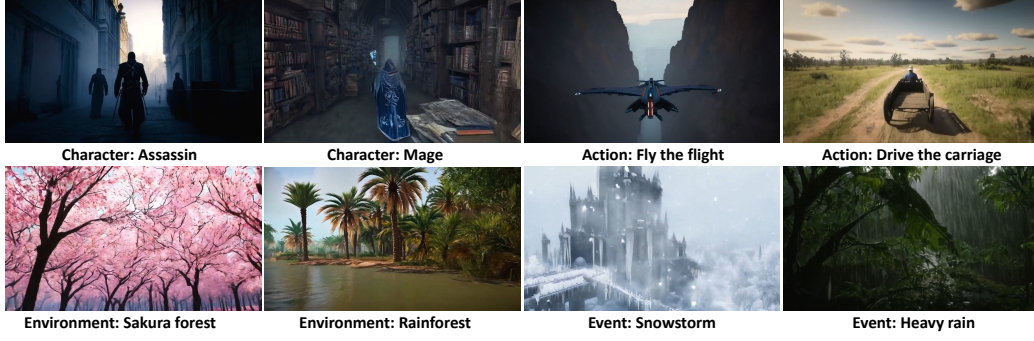 Character: Assassin
Character: Mage
Action: Fly the flight
Action: Drive the carriage
Environment: Sakura forest
Environment: Rainforest
Event: Snowstorm
Event: Heavy rain